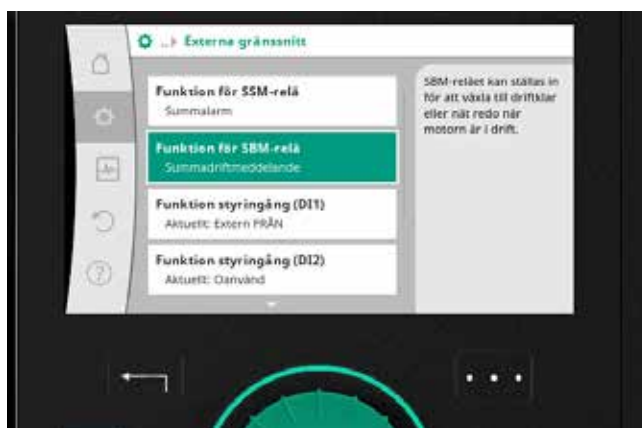 ..▸ Externa gränssnitt
Funktion för SSM-relä
Summalarm
Funktion för SBM-relä
Summadriftmeddelande
Funktion styringång (DI1)
Aktuellt: Extern FRÅN
Funktion styringång (DI2)
Aktuellt: Oanvänd
SBM-reläet kan ställas in
för att växla till driftklar
eller nät redo när
motorn är i drift.